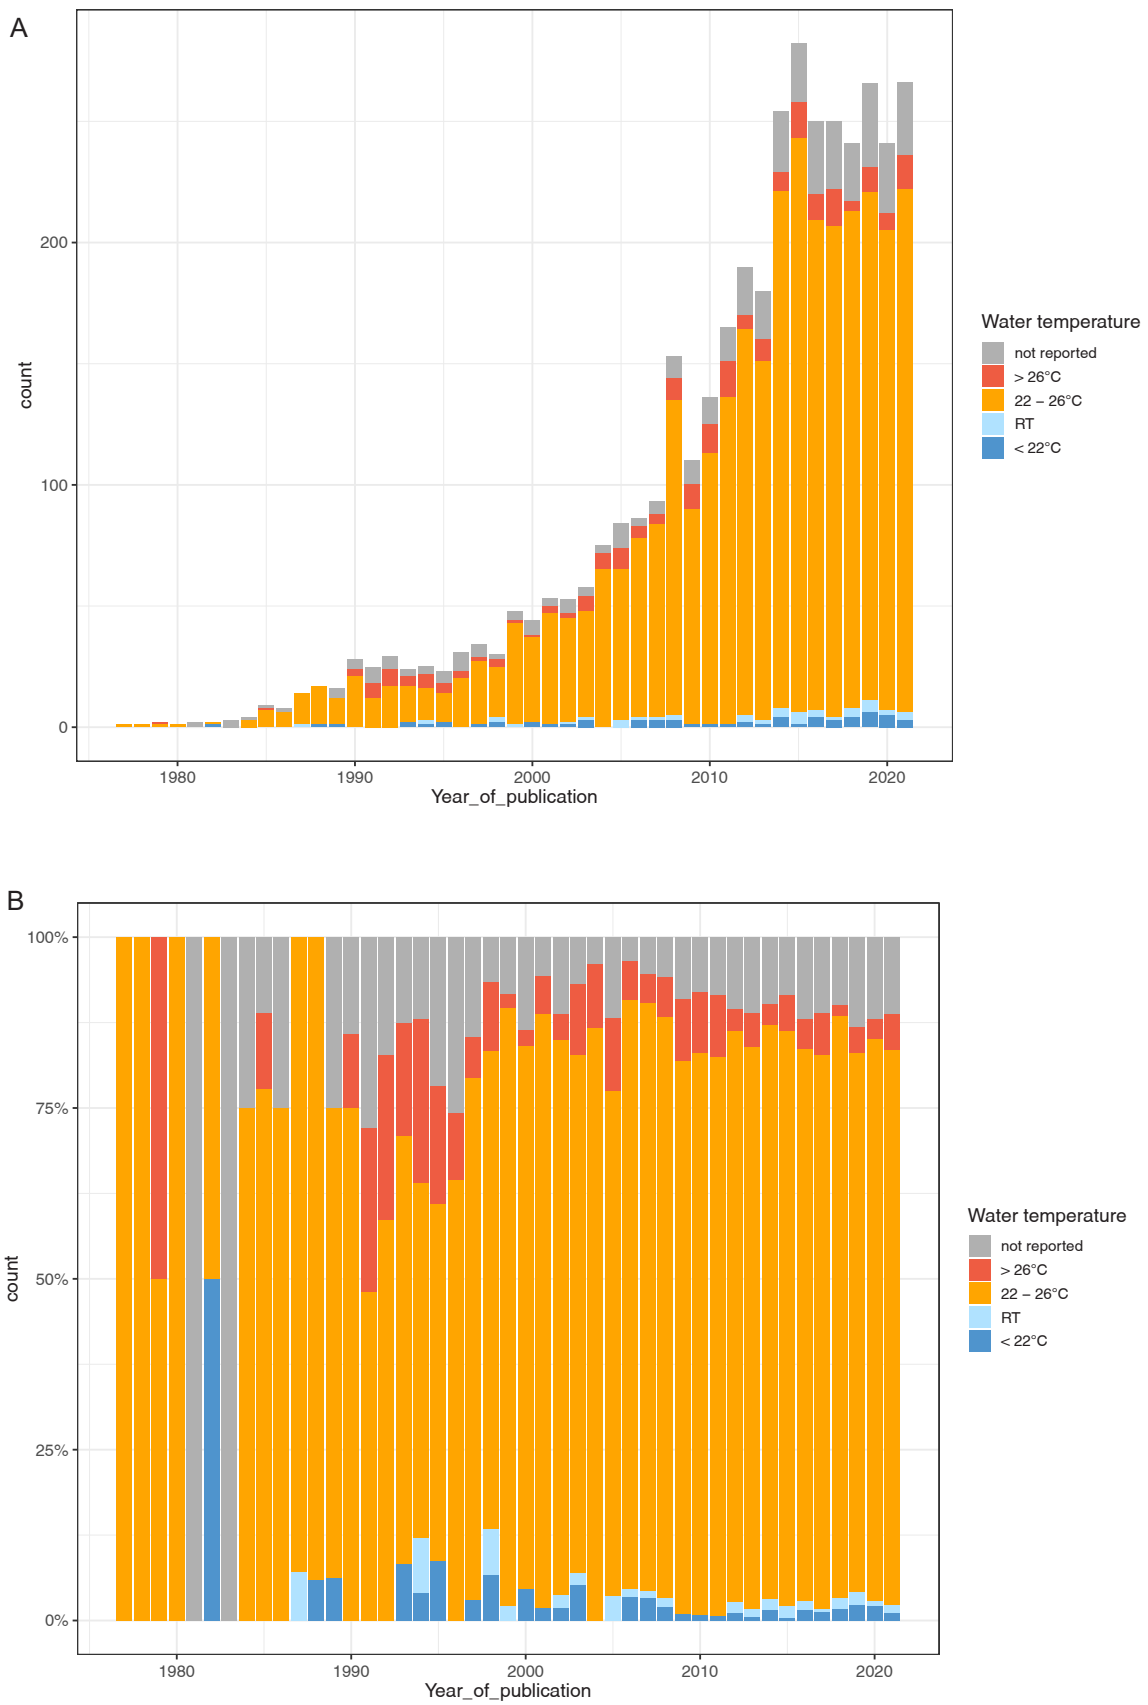 A
200
100
0
count
1980 1990 2000 2010 2020
Year_of_publication
Water temperature
not reported
> 26°C
22 – 26°C
RT
< 22°C
B
100%
75%
50%
25%
0%
count
1980 1990 2000 2010 2020
Year_of_publication
Water temperature
not reported
> 26°C
22 – 26°C
RT
< 22°C